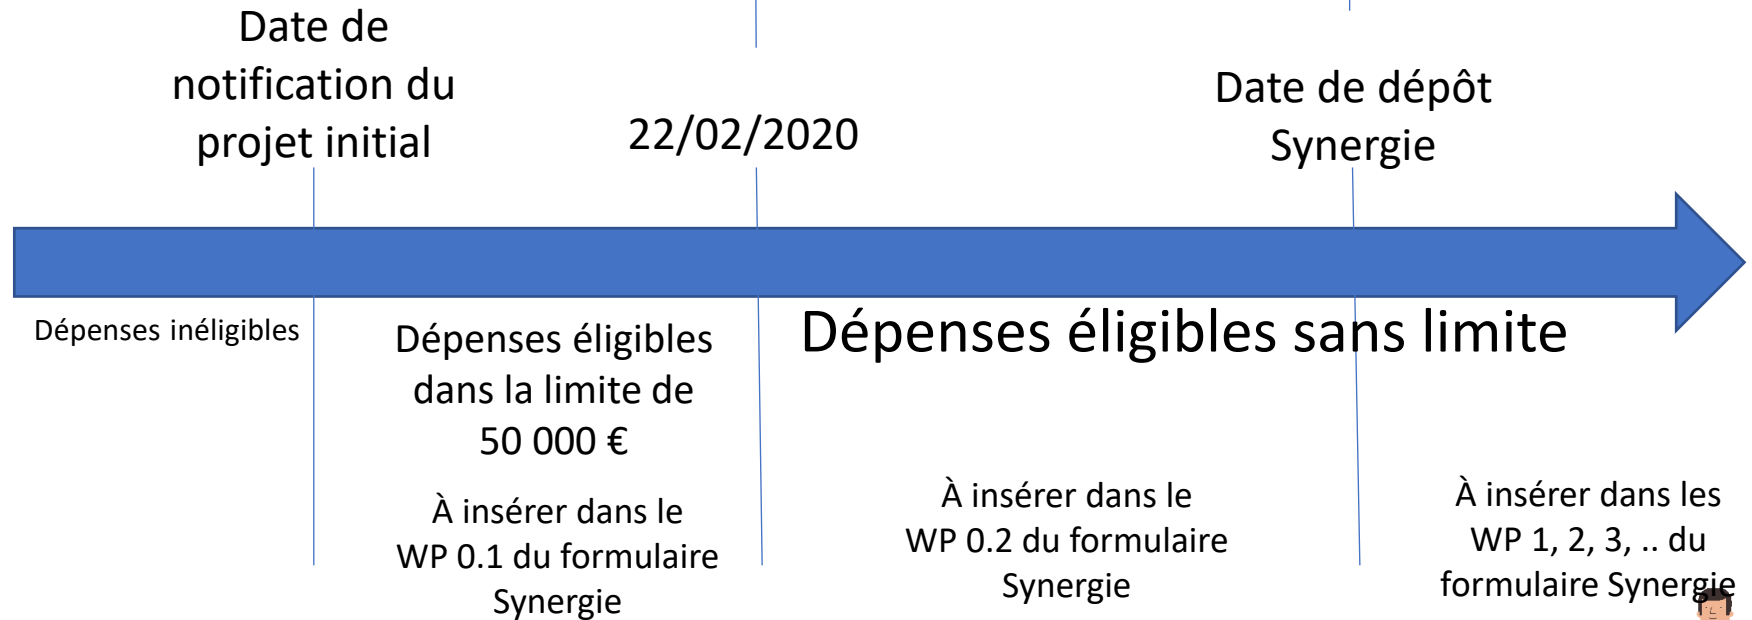 Date de
notification du
projet initial
22/02/2020
Date de dépôt
Synergie
Dépenses inéligibles
Dépenses éligibles
dans la limite de
50 000 €
Dépenses éligibles sans limite
À insérer dans le
WP 0.1 du formulaire
Synergie
À insérer dans le
WP 0.2 du formulaire
Synergie
À insérer dans les
WP 1, 2, 3, .. du
formulaire Synergie